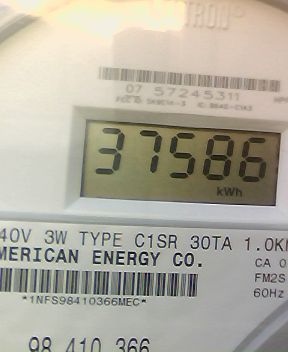 TRON®
07 57245311
37586
kWh
40V 3W TYPE C1SR 30TA 1.0K
MERICAN ENERGY CO.
CA 0
FM2S
*1NFS98410366MEC*
60Hz
98 410 366